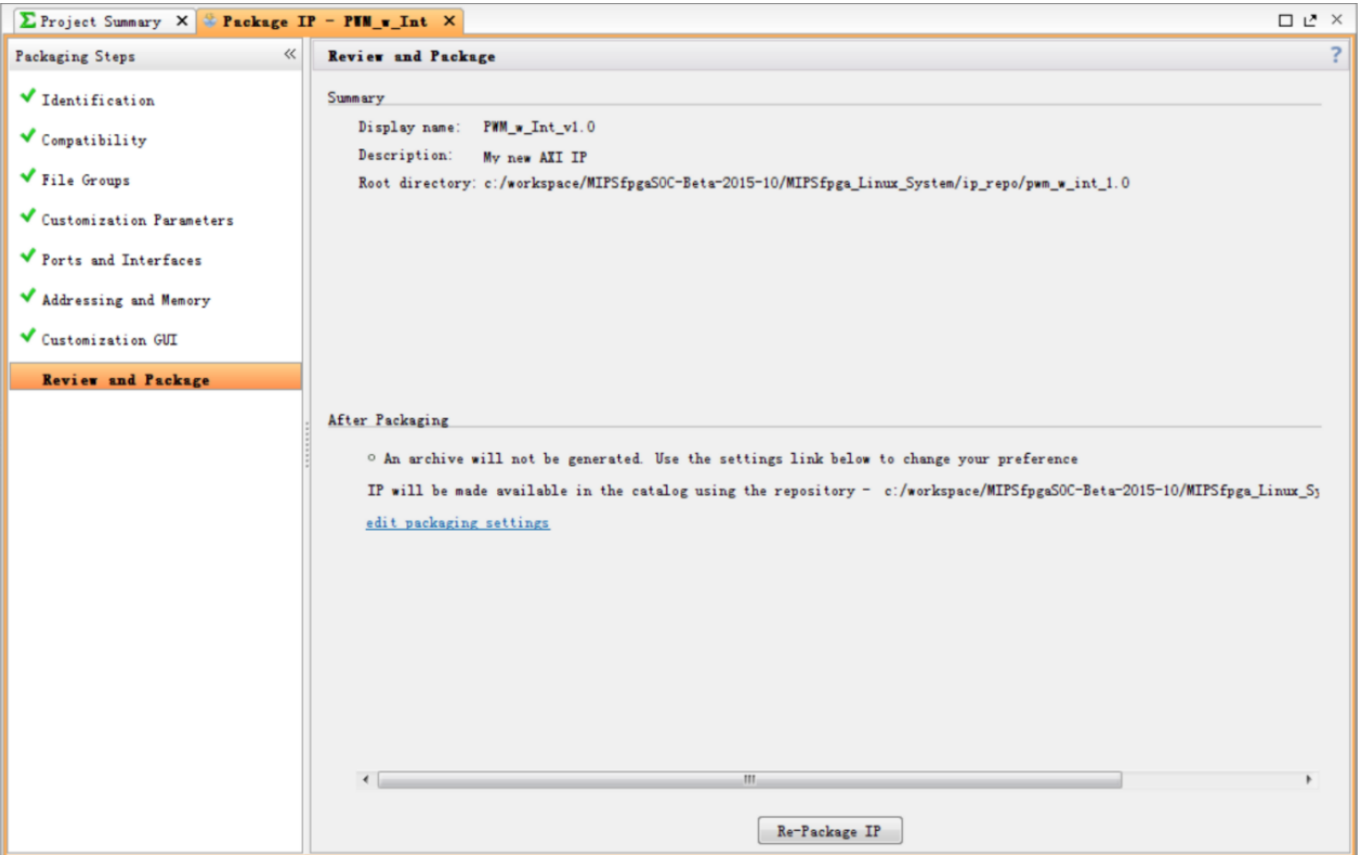 Project Summary X Package IP - PWM_w_Int X
Packaging Steps «
Identification
Compatibility
File Groups
Customization Parameters
Ports and Interfaces
Addressing and Memory
Customization GUI
Review and Package
Review and Package ?
Summary
Display name: PWM_w_Int_v1.0
Description: My new AXI IP
Root directory: c:/workspace/MIPSfpgaSOC-Beta-2015-10/MIPSfpga_Linux_System/ip_repo/pwm_w_int_1.0
After Packaging
An archive will not be generated. Use the settings link below to change your preference
IP will be made available in the catalog using the repository - c:/workspace/MIPSfpgaSOC-Beta-2015-10/MIPSfpga_Linux_Sy
edit packaging settings
Re-Package IP